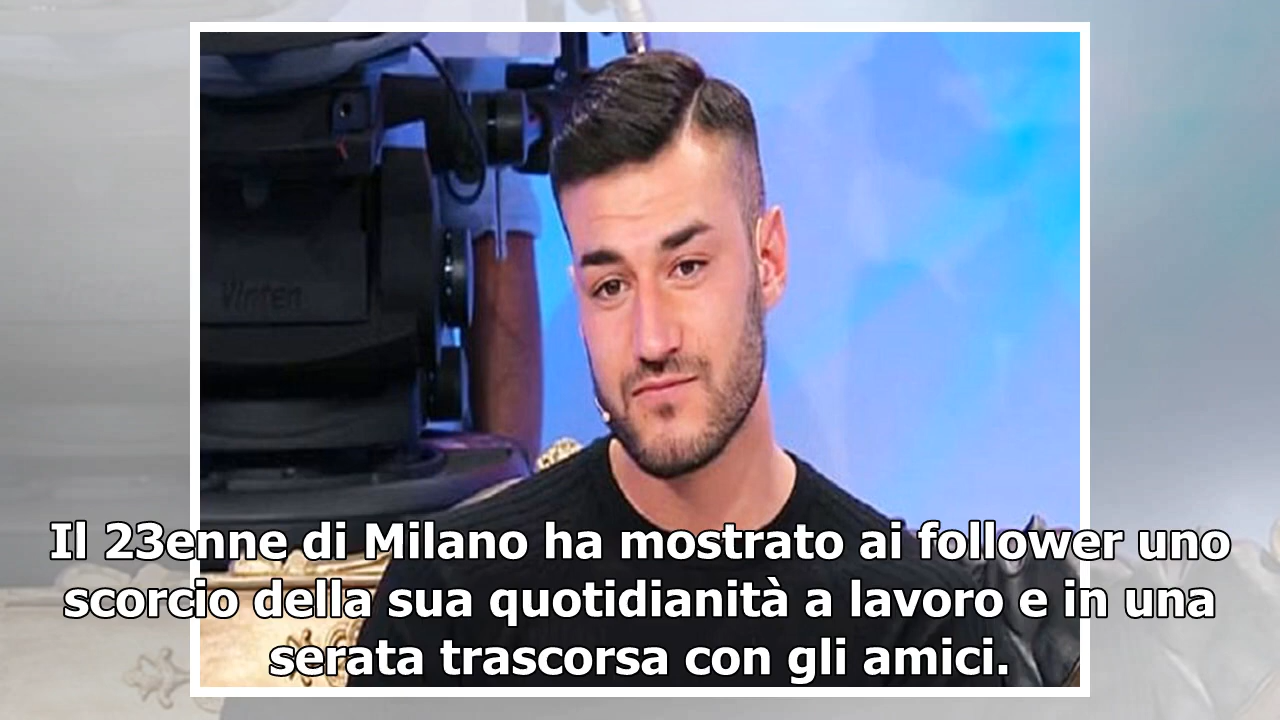 Vinten
Il 23enne di Milano ha mostrato ai follower uno
scorcio della sua quotidianità a lavoro e in una
serata trascorsa con gli amici.